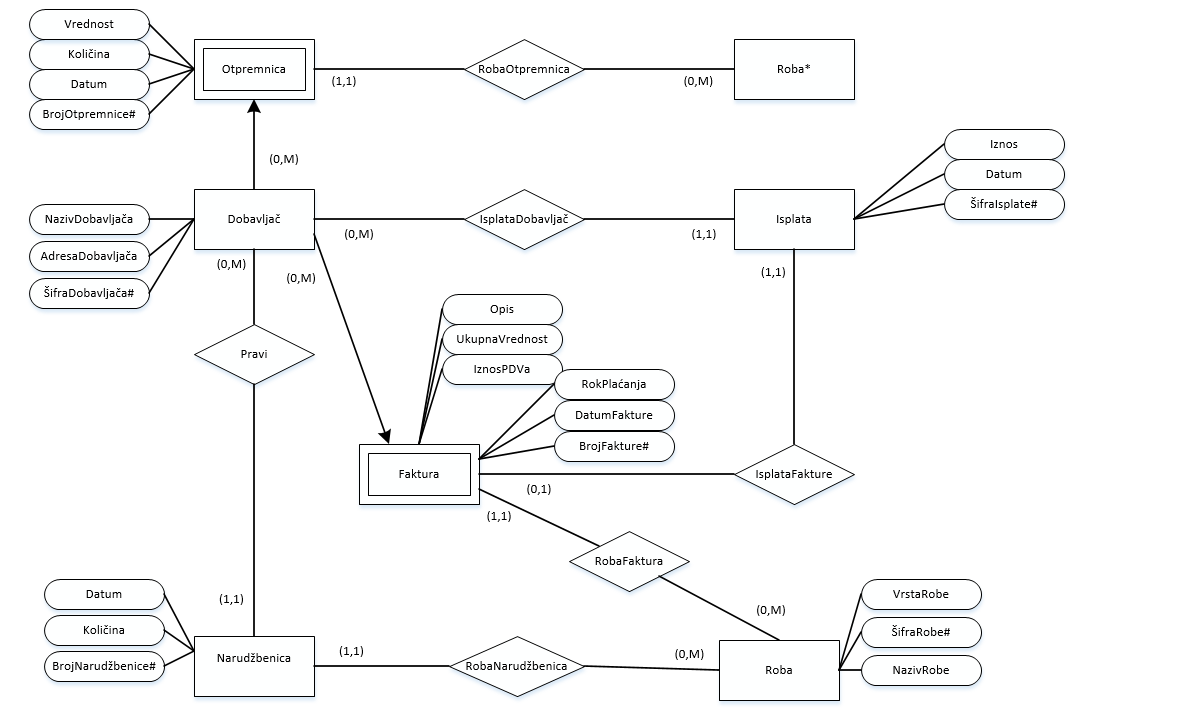 Vrednost
Količina
Datum
BrojOtpremnice#
Otpremnica
(1,1)
RobaOtpremnica
(0,M)
Roba*
(0,M)
Iznos
Datum
ŠifraIsplate#
NazivDobavljača
AdresaDobavljača
ŠifraDobavljača#
Dobavljač
(0,M)
IsplataDobavljač
(1,1)
Isplata
(0,M)
(0,M)
(1,1)
Opis
UkupnaVrednost
IznosPDVa
RokPlaćanja
DatumFakture
BrojFakture#
Pravi
Faktura
(0,1)
IsplataFakture
(1,1)
RobaFaktura
(0,M)
Datum
Količina
BrojNarudžbenice#
(1,1)
Narudžbenica
(1,1)
RobaNarudžbenica
(0,M)
Roba
VrstaRobe
ŠifraRobe#
NazivRobe